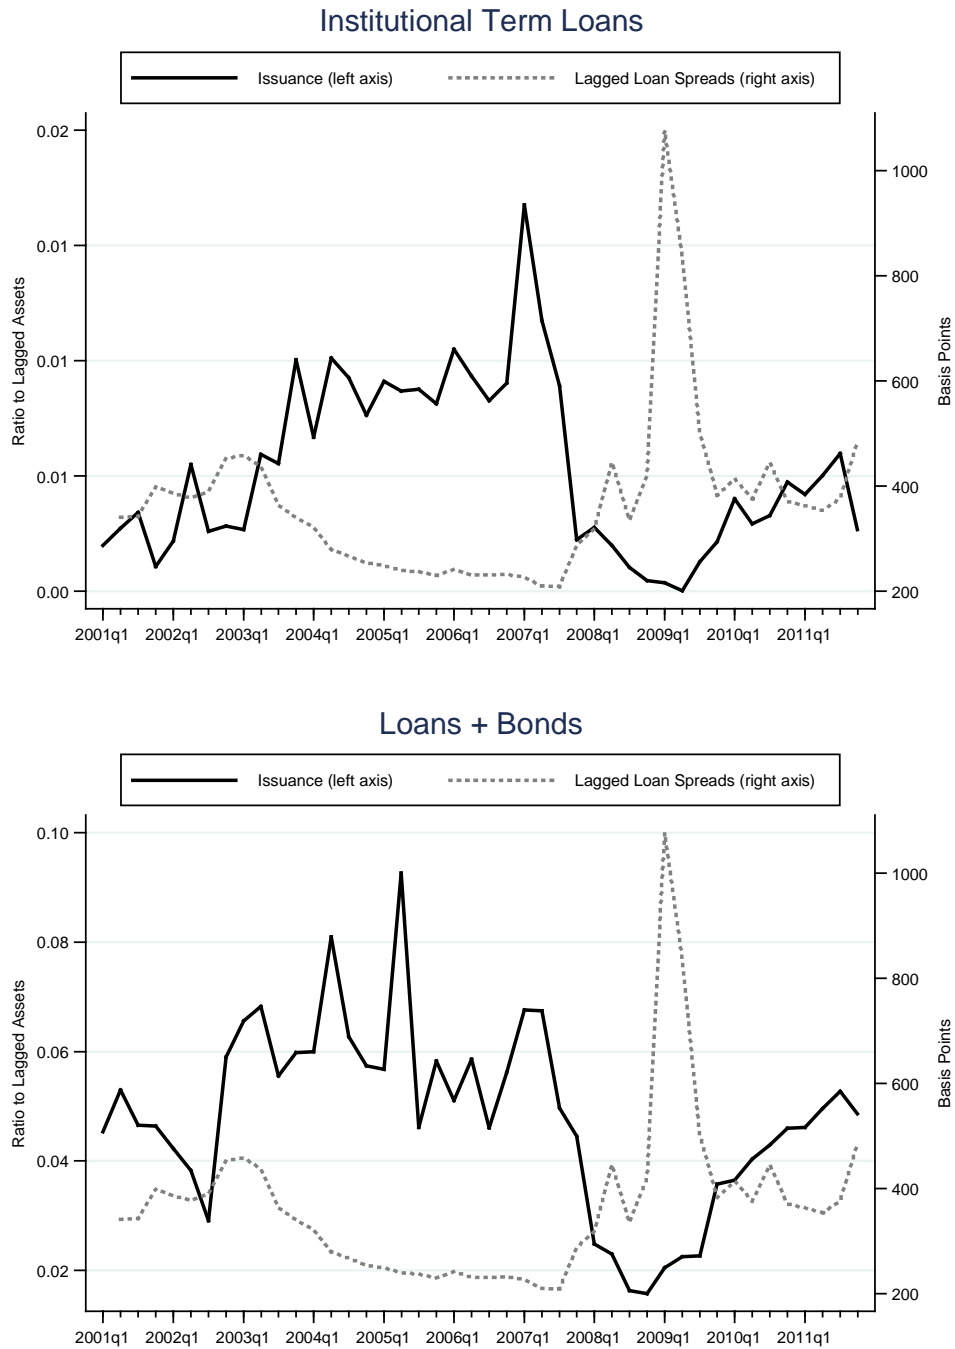 Institutional Term Loans
Issuance (left axis) Lagged Loan Spreads (right axis)
Ratio to Lagged Assets
0.02
0.01
0.01
0.01
0.00
1000
800
600
400
200
Basis Points
2001q1 2002q1 2003q1 2004q1 2005q1 2006q1 2007q1 2008q1 2009q1 2010q1 2011q1
Loans + Bonds
Issuance (left axis) Lagged Loan Spreads (right axis)
Ratio to Lagged Assets
0.10
0.08
0.06
0.04
0.02
1000
800
600
400
200
Basis Points
2001q1 2002q1 2003q1 2004q1 2005q1 2006q1 2007q1 2008q1 2009q1 2010q1 2011q1